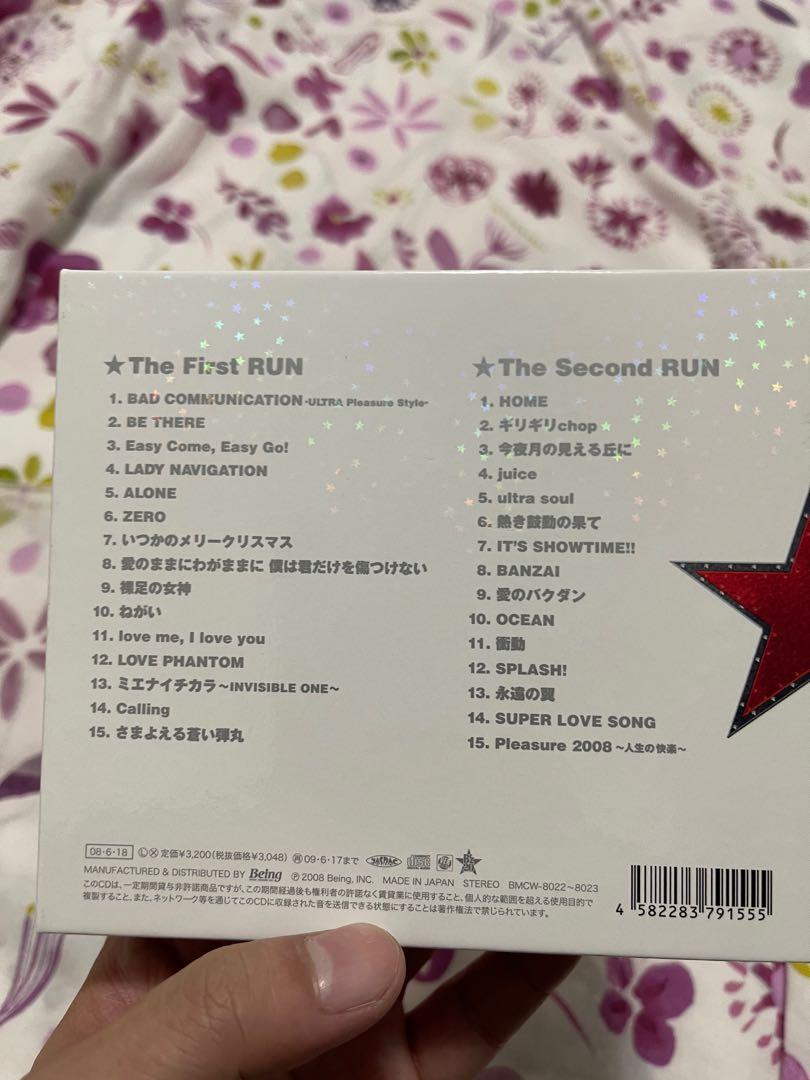 ★The First RUN
1. BAD COMMUNICATION -ULTRA Pleasure Style-
2. BE THERE
3. Easy Come, Easy Go!
4. LADY NAVIGATION
5. ALONE
6. ZERO
7. いつかのメリークリスマス
8. 愛のままにわがままに 僕は君だけを傷つけない
9. 裸足の女神
10. ねがい
11. love me, I love you
12. LOVE PHANTOM
13. ミエナイチカラ〜INVISIBLE ONE〜
14. Calling
15. さまよえる蒼い弾丸
★The Second RUN
1. HOME
2. ギリギリchop
3. 今夜月の見える丘に
4. juice
5. ultra soul
6. 熱き鼓動の果て
7. IT'S SHOWTIME!!
8. BANZAI
9. 愛のバクダン
10. OCEAN
11. 衝動
12. SPLASH!
13. 永遠の翼
14. SUPER LOVE SONG
15. Pleasure 2008 〜人生の快楽〜
08・6・18 Ⓛ定価¥3,200(税抜価格¥3,048) 09・6・17まで
MANUFACTURED & DISTRIBUTED BY Being ℗ 2008 Being, INC. MADE IN JAPAN STEREO BMCW-8022〜8023
このCDは、一定期間貸与非許諾商品ですが、この期間経過後も権利者の許諾なく賃貸業に使用すること、個人的な範囲を超える使用目的で
複製すること、また、ネットワーク等を通じてこのCDに収録された音を送信できる状態にすることは著作権法で禁じられています。
4 582283 791555